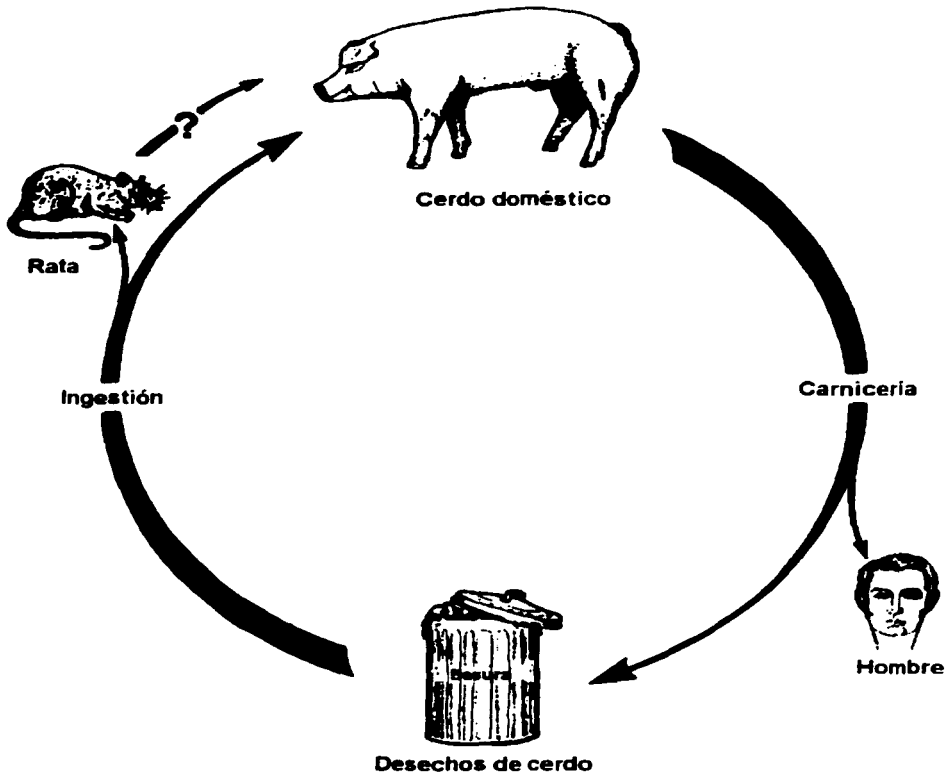 ?
Cerdo doméstico
Rata
Ingestión
Carnicería
Basura
Hombre
Desechos de cerdo